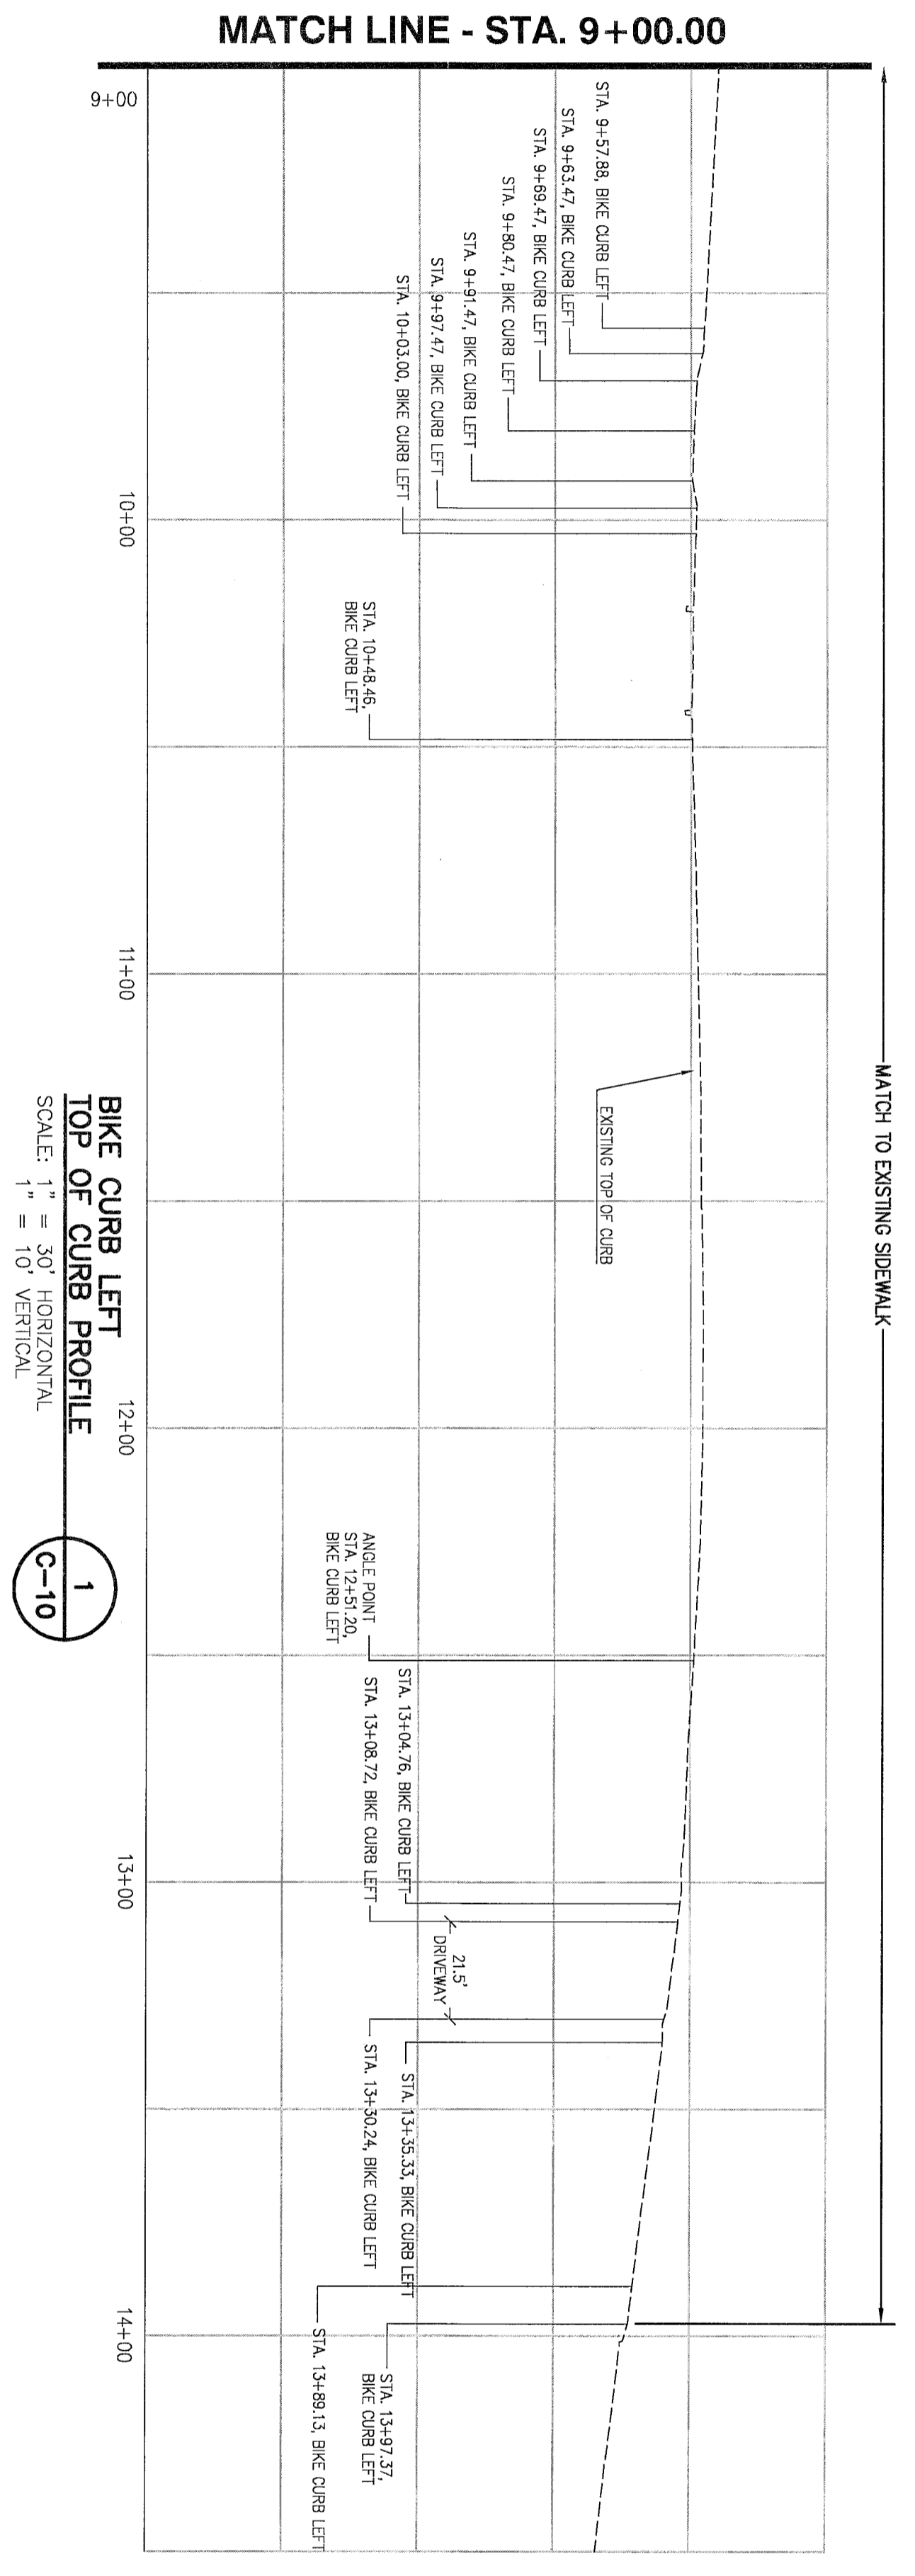 MATCH LINE - STA. 9+00.00
9+00
STA. 9+57.88, BIKE CURB LEFT
STA. 9+63.47, BIKE CURB LEFT
STA. 9+69.47, BIKE CURB LEFT
STA. 9+80.47, BIKE CURB LEFT
STA. 9+91.47, BIKE CURB LEFT
STA. 9+97.47, BIKE CURB LEFT
STA. 10+03.00, BIKE CURB LEFT
10+00
STA. 10+48.46,
BIKE CURB LEFT
11+00
MATCH TO EXISTING SIDEWALK
EXISTING TOP OF CURB
12+00
ANGLE POINT
STA. 12+51.20,
BIKE CURB LEFT
STA. 13+04.76, BIKE CURB LEFT
STA. 13+08.72, BIKE CURB LEFT
13+00
21.5'
DRIVEWAY
STA. 13+35.33, BIKE CURB LEFT
STA. 13+30.24, BIKE CURB LEFT
14+00
STA. 13+97.37,
BIKE CURB LEFT
STA. 13+89.13, BIKE CURB LEFT
BIKE CURB LEFT
TOP OF CURB PROFILE
SCALE: 1" = 30' HORIZONTAL
1" = 10' VERTICAL
1
C-10